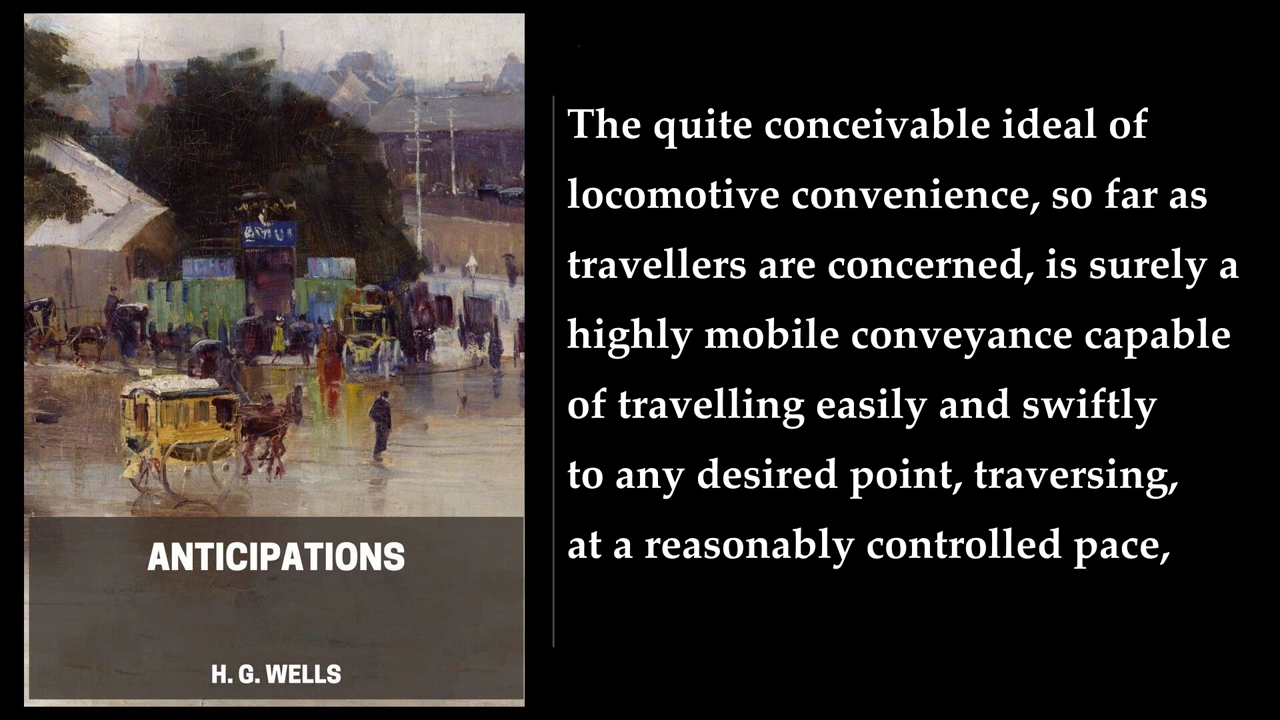 ANTICIPATIONS
H. G. WELLS
The quite conceivable ideal of
locomotive convenience, so far as
travellers are concerned, is surely a
highly mobile conveyance capable
of travelling easily and swiftly
to any desired point, traversing,
at a reasonably controlled pace,